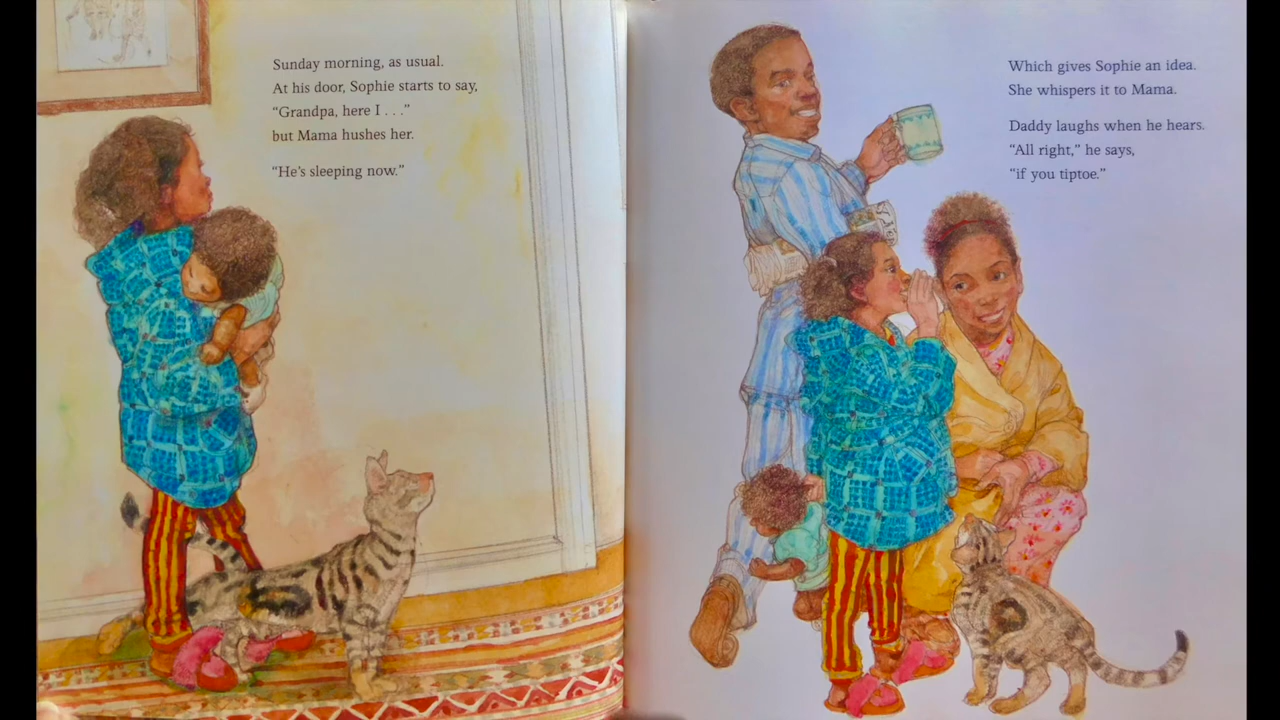 Sunday morning, as usual.
At his door, Sophie starts to say,
“Grandpa, here I . . .”
but Mama hushes her.
“He’s sleeping now.”
Which gives Sophie an idea.
She whispers it to Mama.
Daddy laughs when he hears.
“All right,” he says,
“if you tiptoe.”